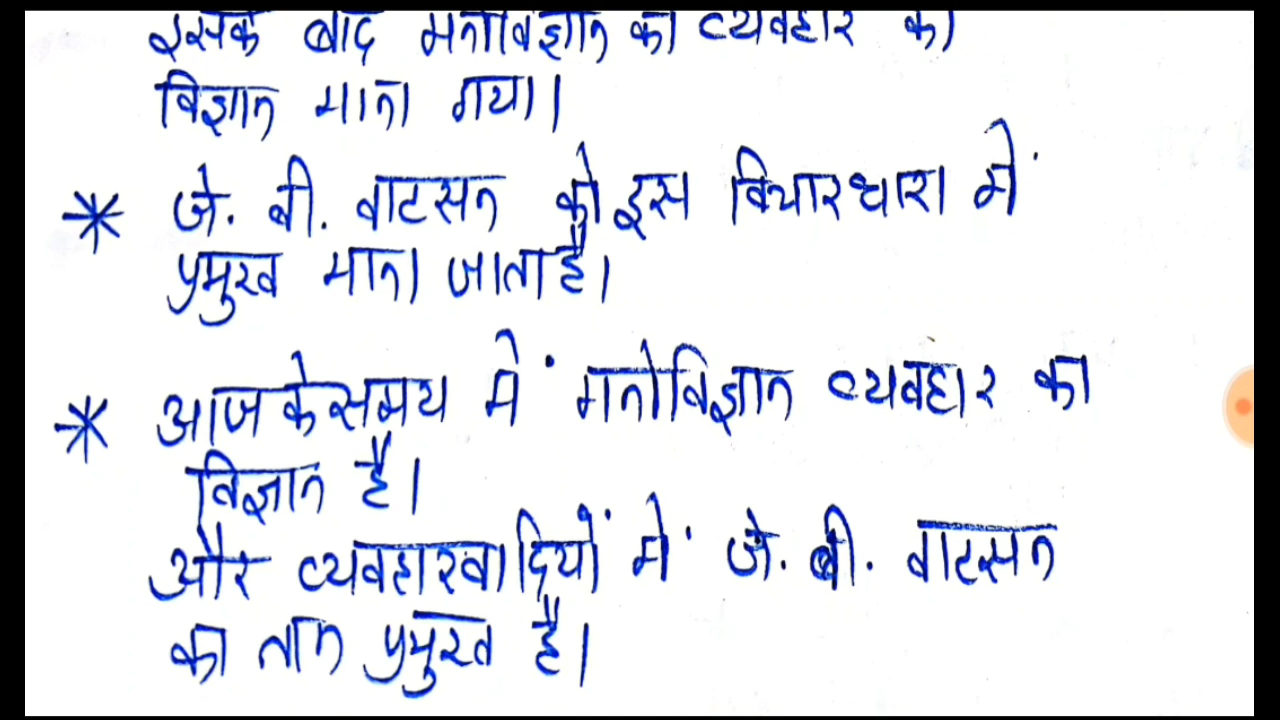 इसके बाद मनोविज्ञान को व्यवहार का
विज्ञान माना गया।
* जे. बी. वाटसन को इस विचारधारा में
प्रमुख माना जाता है।
* आज के समय में मनोविज्ञान व्यवहार का
विज्ञान है।
और व्यवहारवादियों में जे. बी. वाटसन
का नाम प्रमुख है।